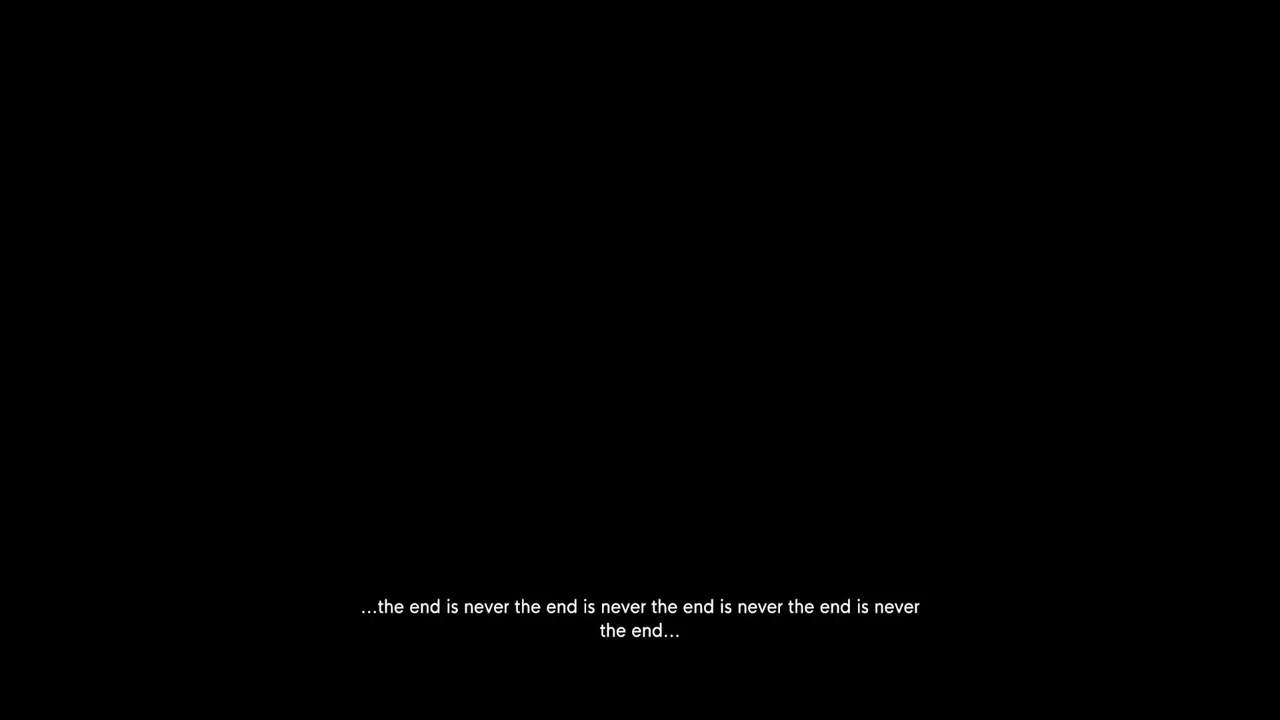 ...the end is never the end is never the end is never the end is never
the end...